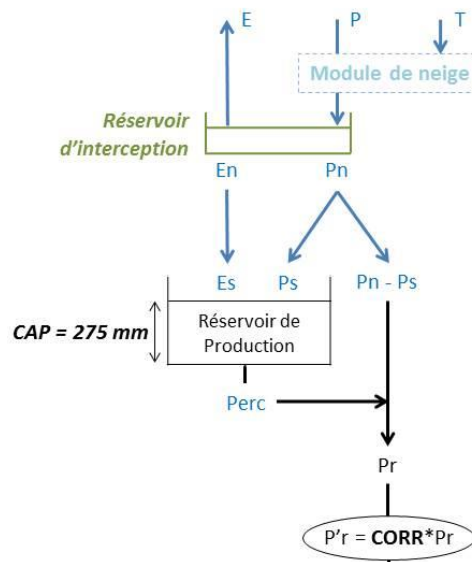 E P T
Module de neige
Réservoir
d'interception
En Pn
Es Ps Pn - Ps
CAP = 275 mm
Réservoir de
Production
Perc
Pr
P'r = CORR*Pr